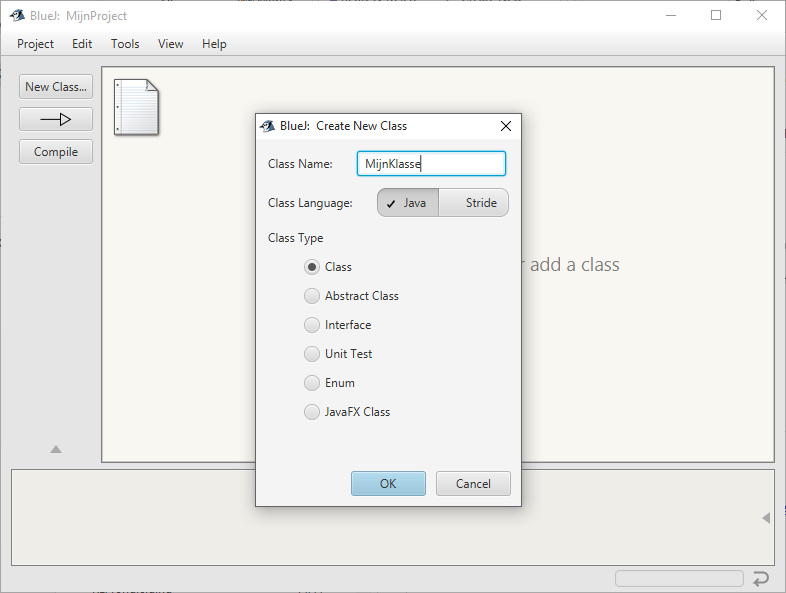 BlueJ: MijnProject
Project Edit Tools View Help
New Class...
Compile
BlueJ: Create New Class
Class Name: MijnKlasse
Class Language: Java Stride
Class Type
Class
Abstract Class
Interface
Unit Test
Enum
JavaFX Class
OK Cancel
add a class